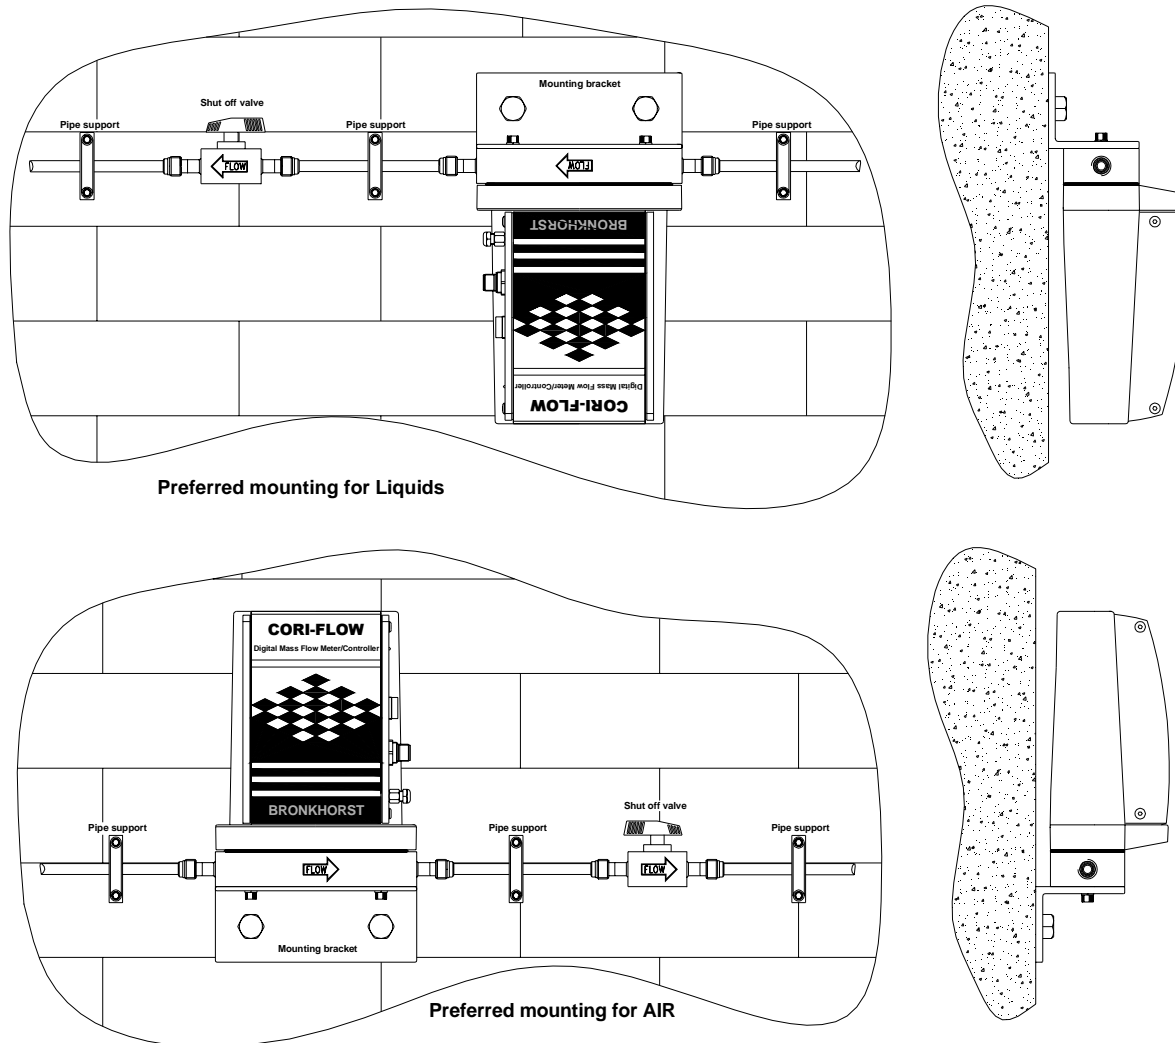 Mounting bracket
Shut off valve
Pipe support
Pipe support
Pipe support
FLOW
FLOW
BRONKHORST
Digital Mass Flow Meter/Controller
CORI-FLOW
Preferred mounting for Liquids
CORI-FLOW
Digital Mass Flow Meter/Controller
BRONKHORST
Shut off valve
Pipe support
Pipe support
Pipe support
FLOW
FLOW
Mounting bracket
Preferred mounting for AIR